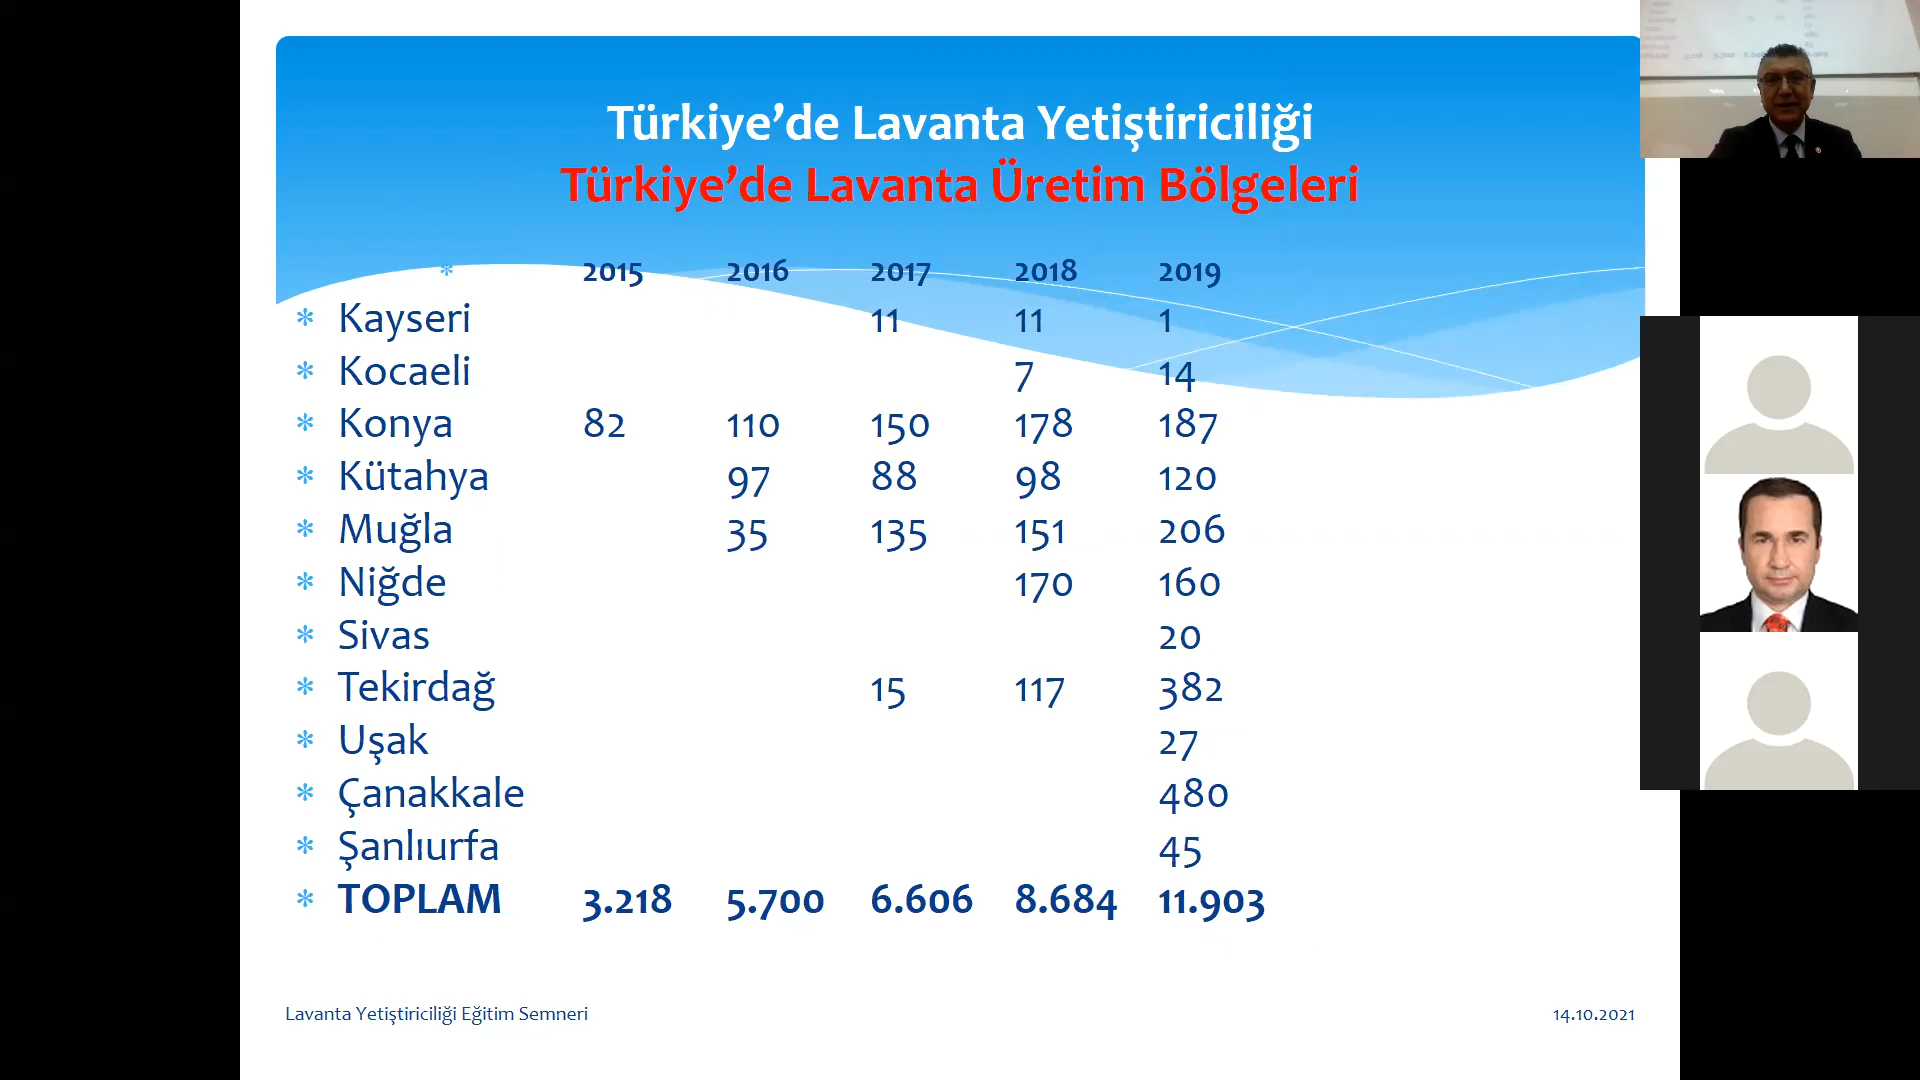 Türkiye’de Lavanta Yetiştiriciliği
Türkiye’de Lavanta Üretim Bölgeleri
* 2015 2016 2017 2018 2019
* Kayseri 11 11 1
* Kocaeli 7 14
* Konya 82 110 150 178 187
* Kütahya 97 88 98 120
* Muğla 35 135 151 206
* Niğde 170 160
* Sivas 20
* Tekirdağ 15 117 382
* Uşak 27
* Çanakkale 480
* Şanlıurfa 45
* TOPLAM 3.218 5.700 6.606 8.684 11.903
Lavanta Yetiştiriciliği Eğitim Semneri 14.10.2021